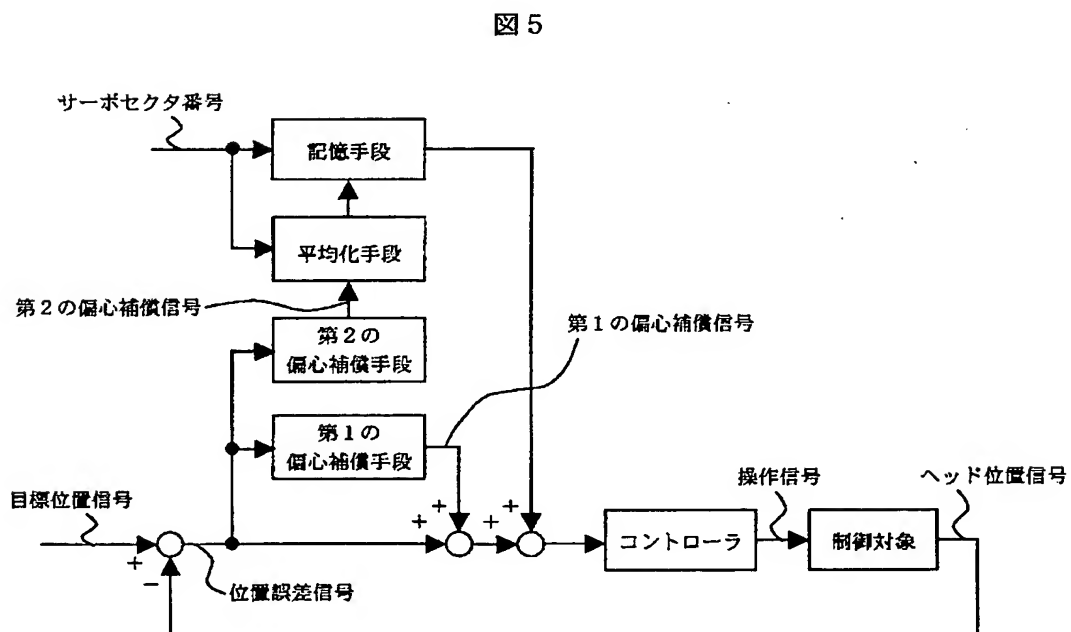 図5
サーボセクタ番号
記憶手段
平均化手段
第2の偏心補償信号
第2の
偏心補償手段
第1の偏心補償信号
第1の
偏心補償手段
目標位置信号
操作信号
ヘッド位置信号
+
+
+
+
コントローラ
制御対象
+
−
位置誤差信号